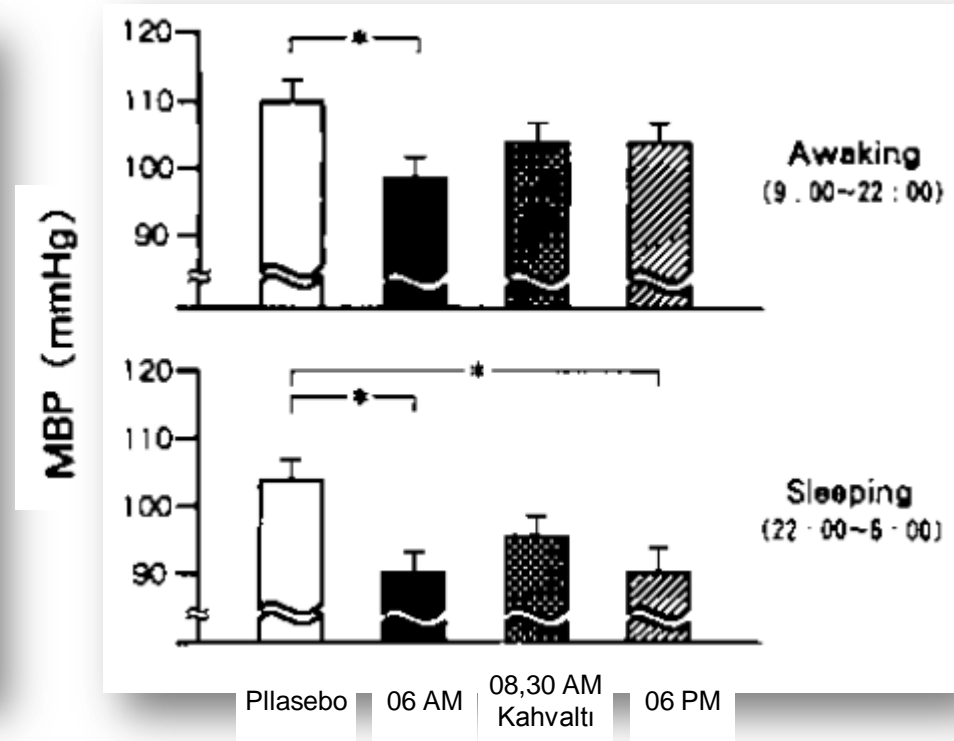 MBP (mmHg)
120
*
110
100
90
Awaking
(9.00~22:00)
120
*
*
110
100
90
Sleeping
(22·00~6·00)
Pllasebo
06 AM
08,30 AM
Kahvaltı
06 PM